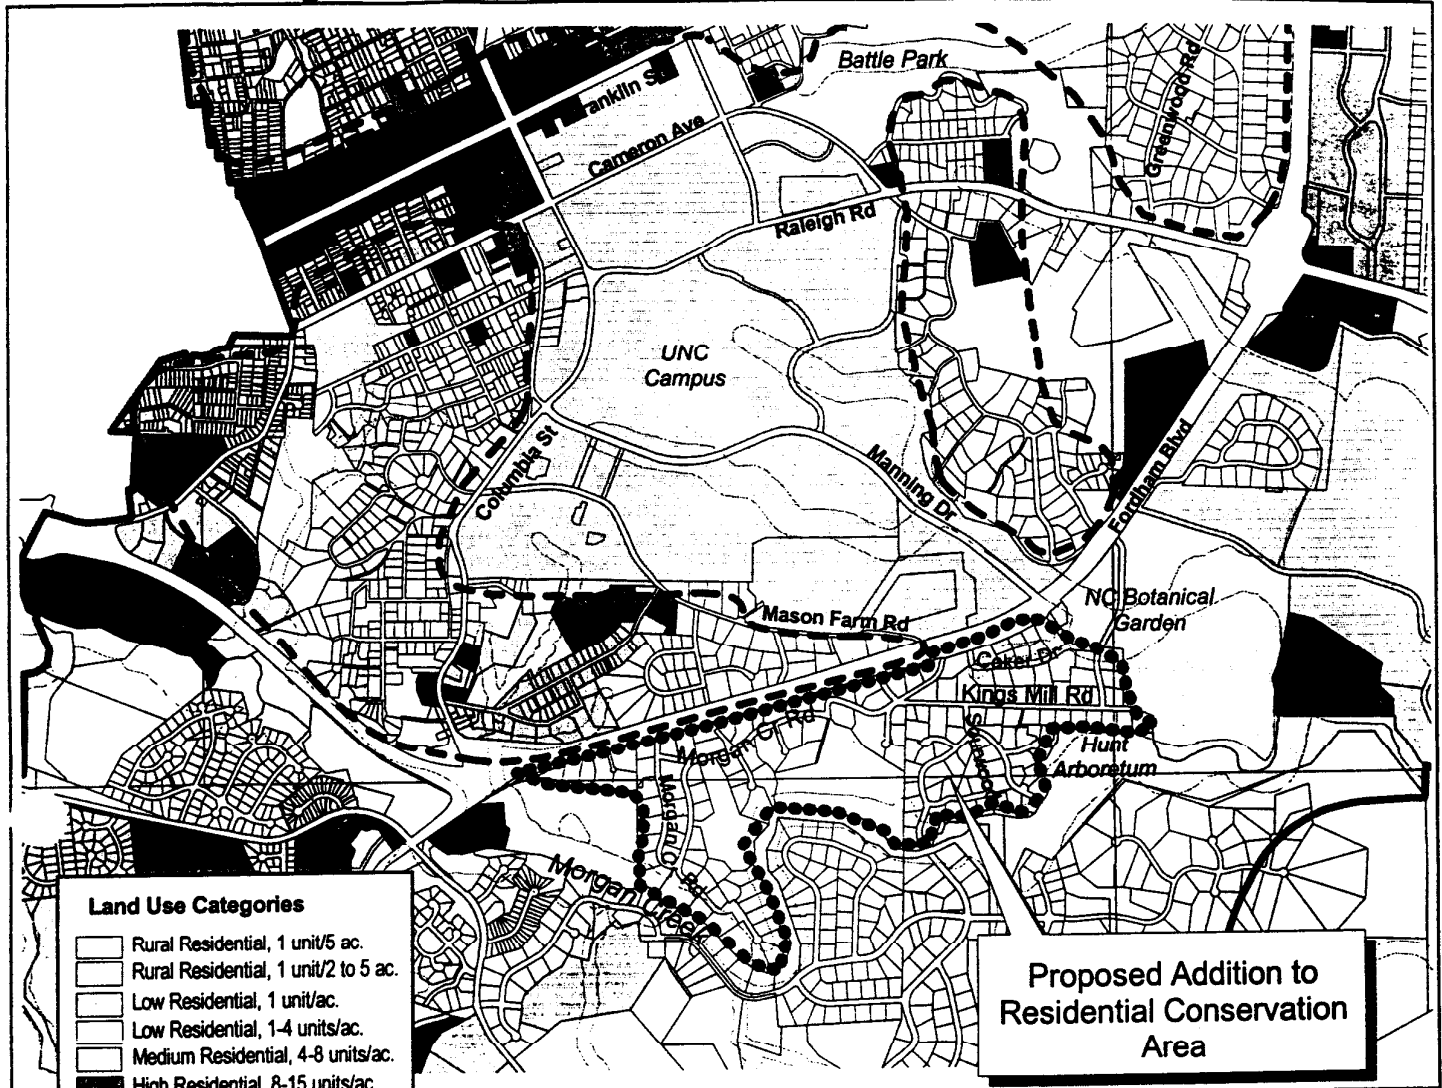 Battle Park
Franklin St
Cameron Ave
Greenwood Rd
Raleigh Rd
UNC
Campus
Columbia St
Manning Dr
Fordham Blvd
NC Botanical
Garden
Mason Farm Rd
Coker Dr
Kings Mill Rd
Morgan Cr Rd
Hunt
Arboretum
Morgan Cr
Rd
Morgan Creek
Land Use Categories
Rural Residential, 1 unit/5 ac.
Rural Residential, 1 unit/2 to 5 ac.
Low Residential, 1 unit/ac.
Low Residential, 1-4 units/ac.
Medium Residential, 4-8 units/ac.
High Residential, 8-15 units/ac.
Proposed Addition to
Residential Conservation
Area